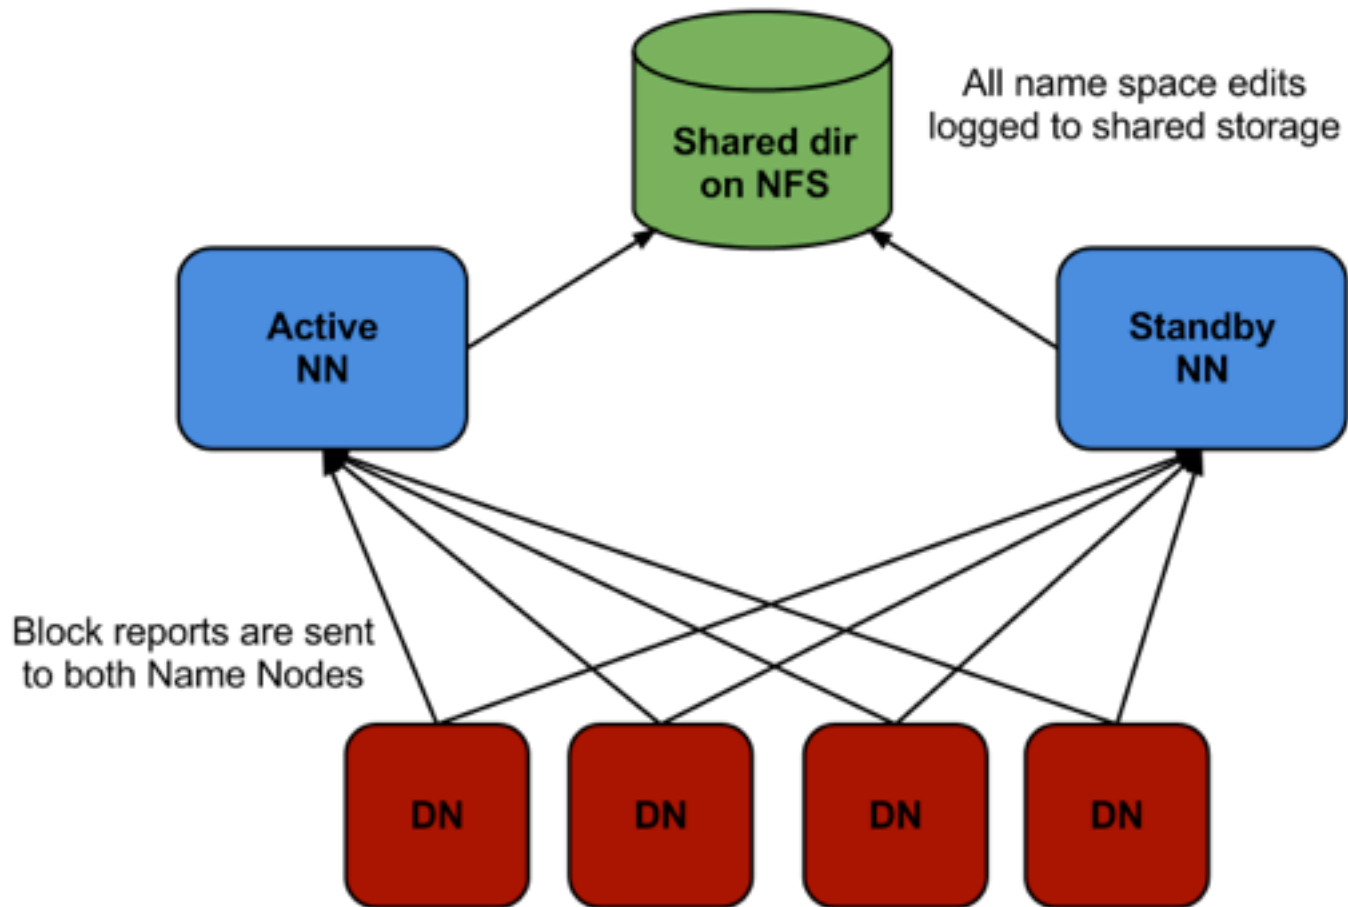 Shared dir
on NFS
All name space edits
logged to shared storage
Active
NN
Standby
NN
Block reports are sent
to both Name Nodes
DN
DN
DN
DN